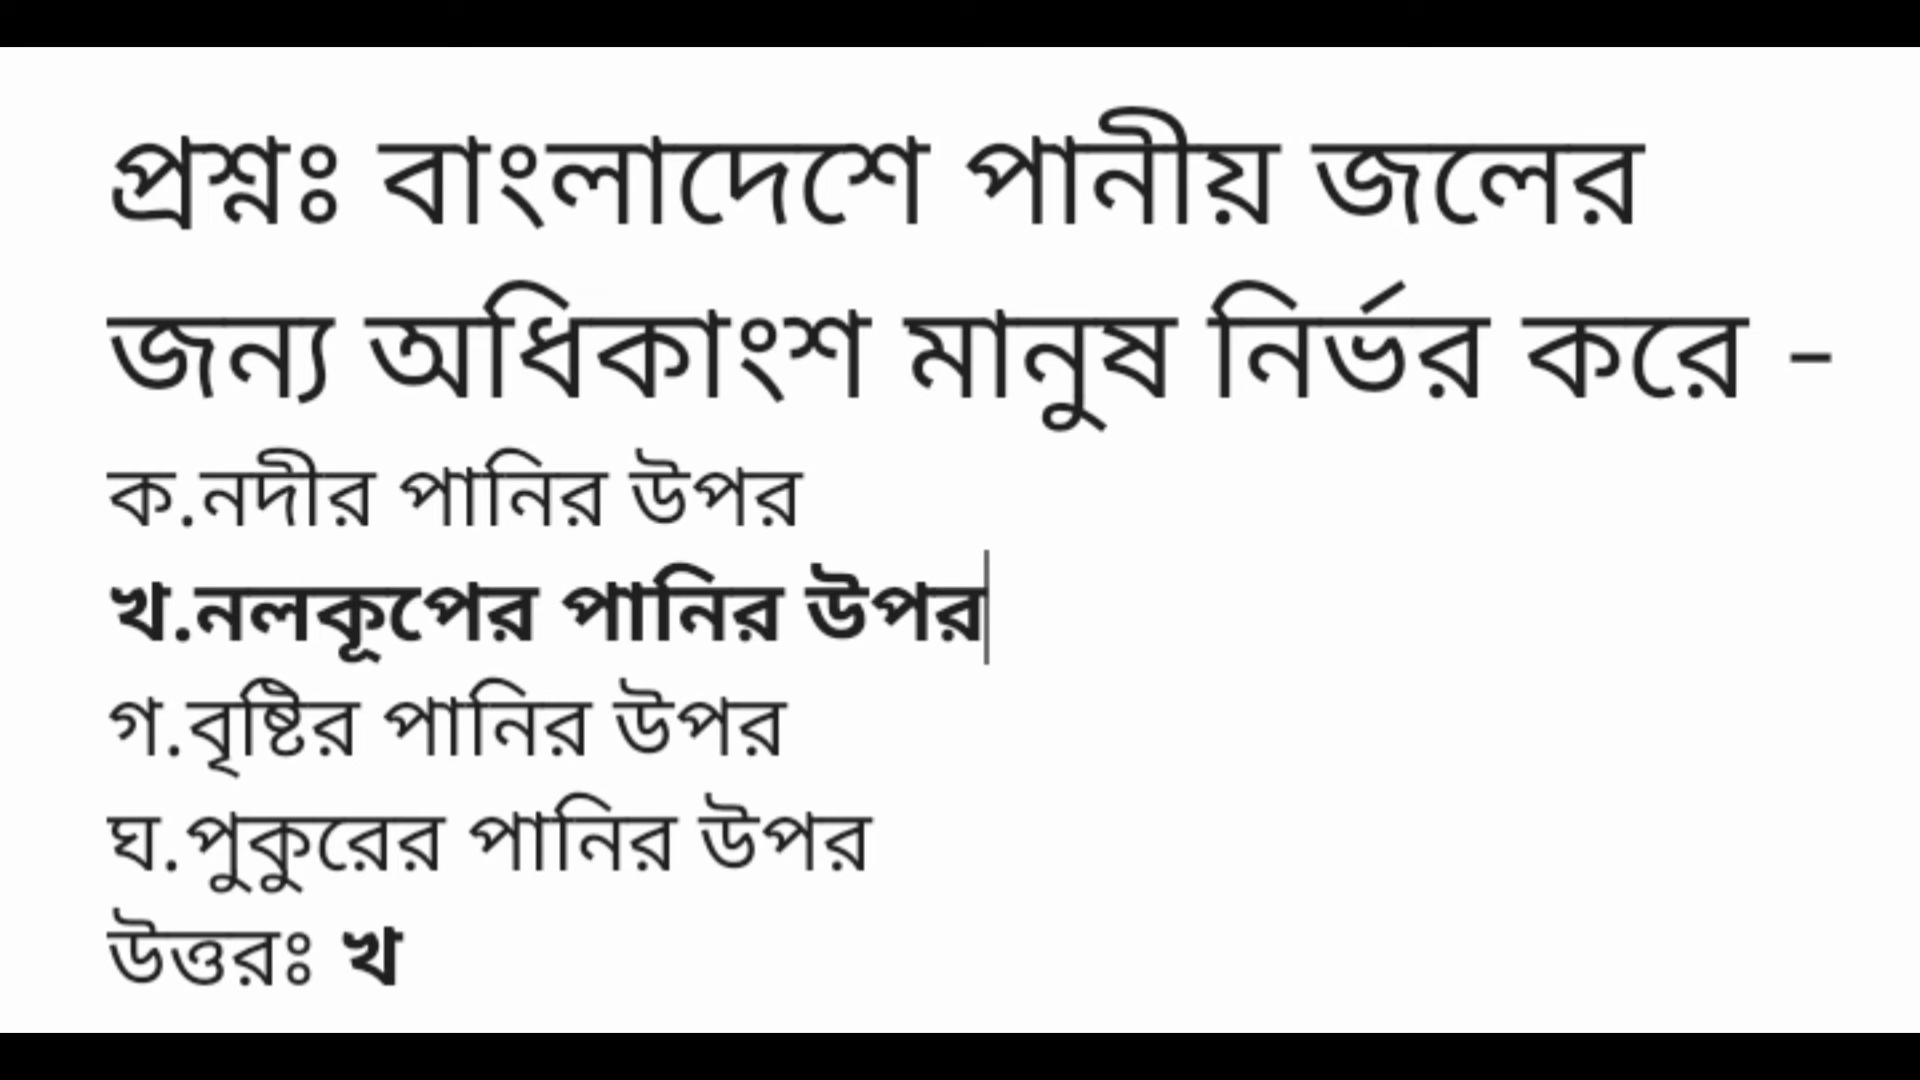 প্রশ্নঃ বাংলাদেশে পানীয় জলের
জন্য অধিকাংশ মানুষ নির্ভর করে -
ক.নদীর পানির উপর
খ.নলকূপের পানির উপর
গ.বৃষ্টির পানির উপর
ঘ.পুকুরের পানির উপর
উত্তরঃ খ